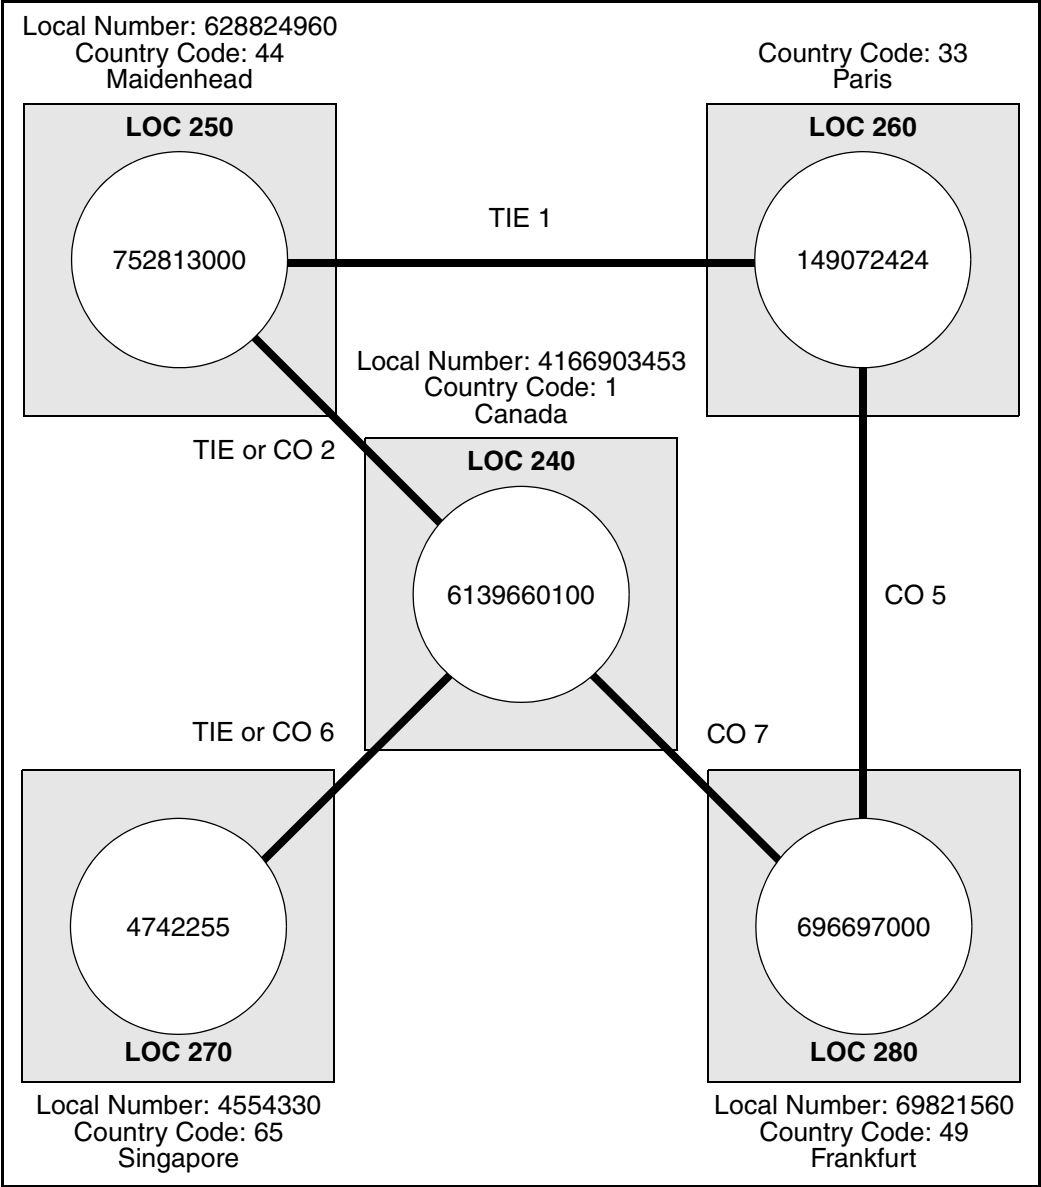 Local Number: 628824960
Country Code: 44
Maidenhead
Country Code: 33
Paris
LOC 250
LOC 260
752813000
TIE 1
149072424
Local Number: 4166903453
Country Code: 1
Canada
TIE or CO 2
LOC 240
6139660100
CO 5
TIE or CO 6
CO 7
4742255
696697000
LOC 270
LOC 280
Local Number: 4554330
Country Code: 65
Singapore
Local Number: 69821560
Country Code: 49
Frankfurt